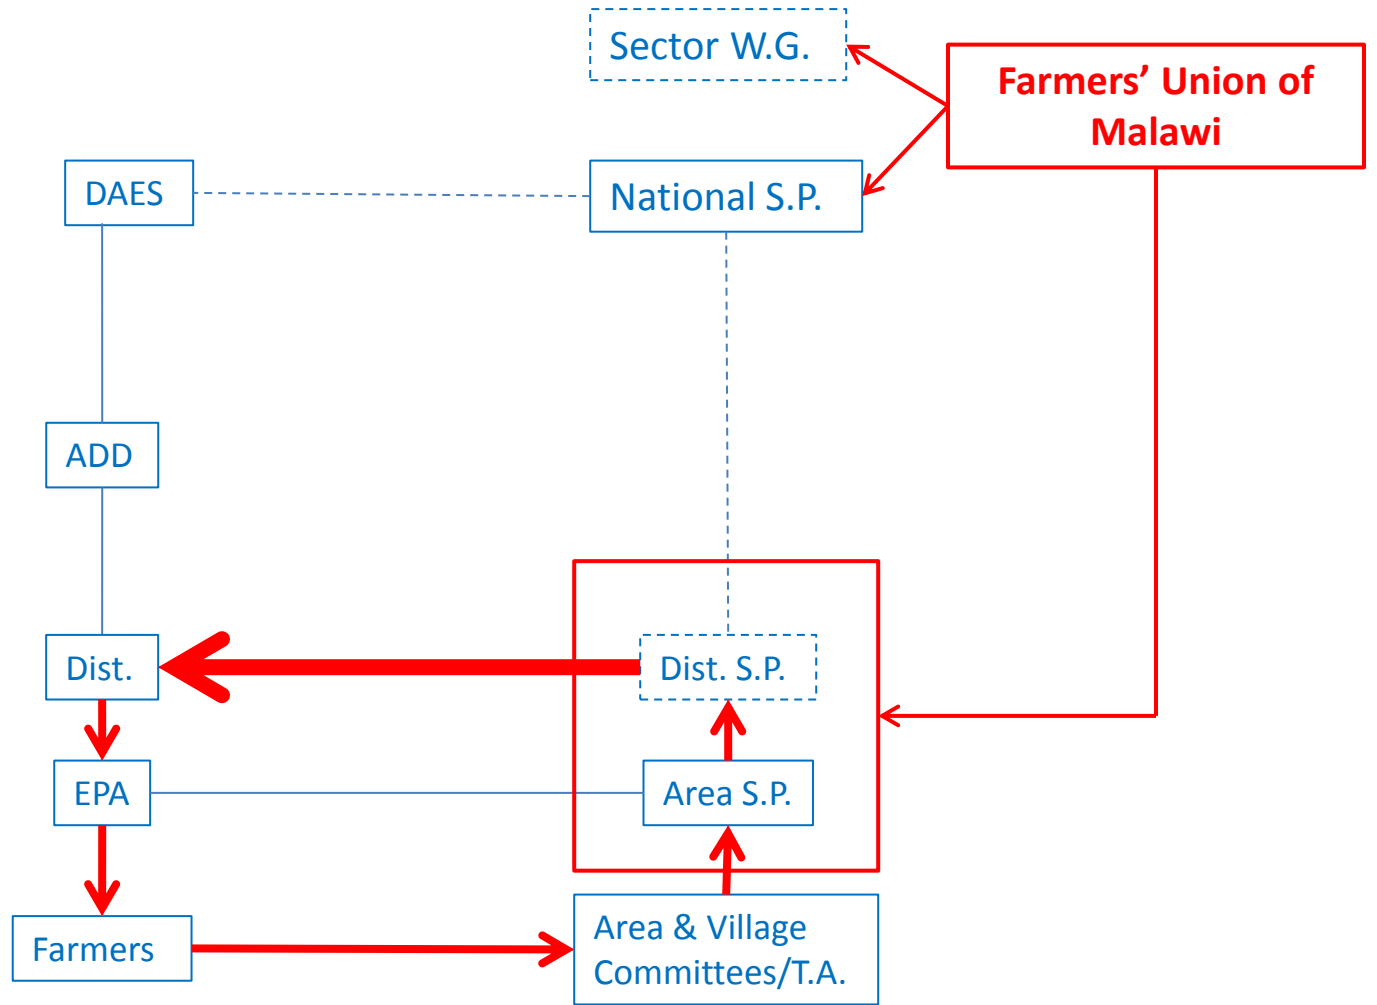 Sector W.G.
Farmers’ Union of
Malawi
DAES
National S.P.
ADD
Dist.
Dist. S.P.
EPA
Area S.P.
Farmers
Area & Village
Committees/T.A.